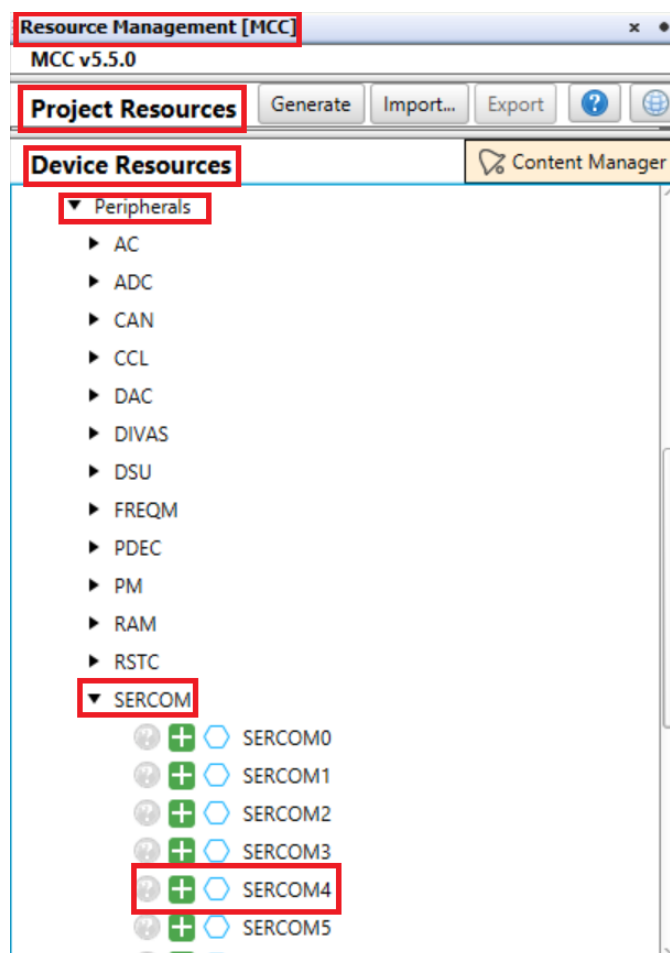 Resource Management [MCC]
MCC v5.5.0
Project Resources Generate Import... Export ?
Device Resources Content Manager
Peripherals
AC
ADC
CAN
CCL
DAC
DIVAS
DSU
FREQM
PDEC
PM
RAM
RSTC
SERCOM
SERCOM0
SERCOM1
SERCOM2
SERCOM3
SERCOM4
SERCOM5